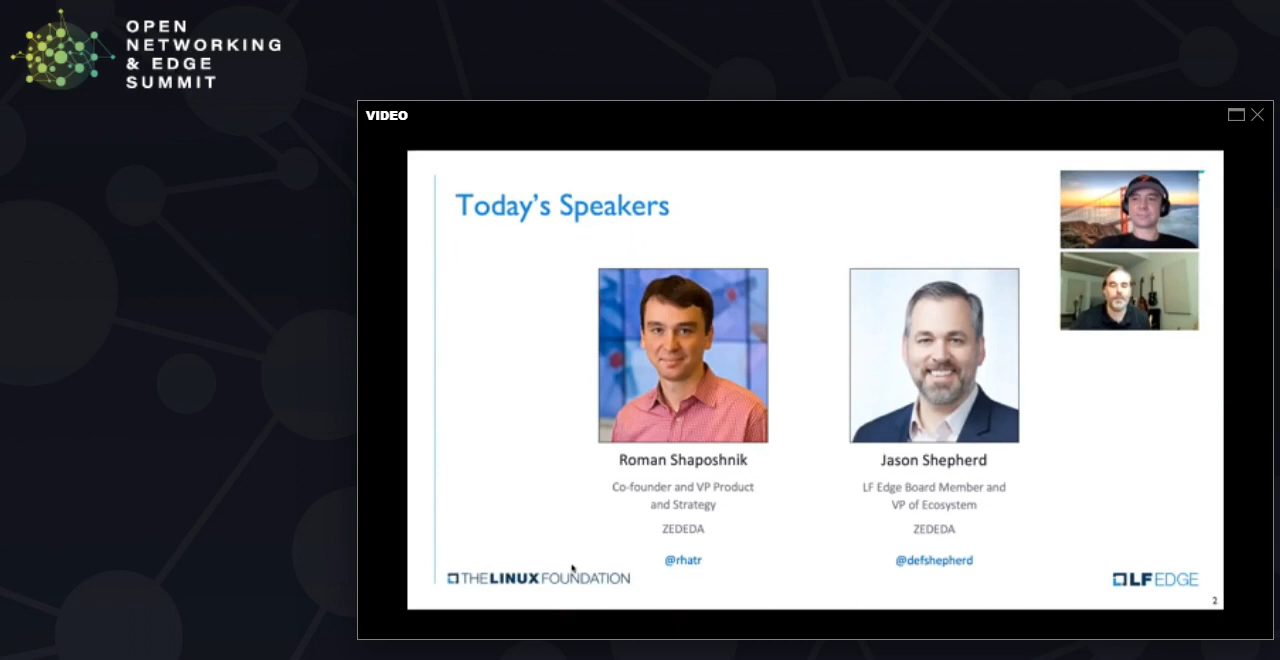 OPEN
NETWORKING
& EDGE
SUMMIT
VIDEO
Today's Speakers
Roman Shaposhnik
Co-founder and VP Product
and Strategy
ZEDEDA
@rhatr
Jason Shepherd
LF Edge Board Member and
VP of Ecosystem
ZEDEDA
@defshepherd
THE LINUX FOUNDATION
LF EDGE
2